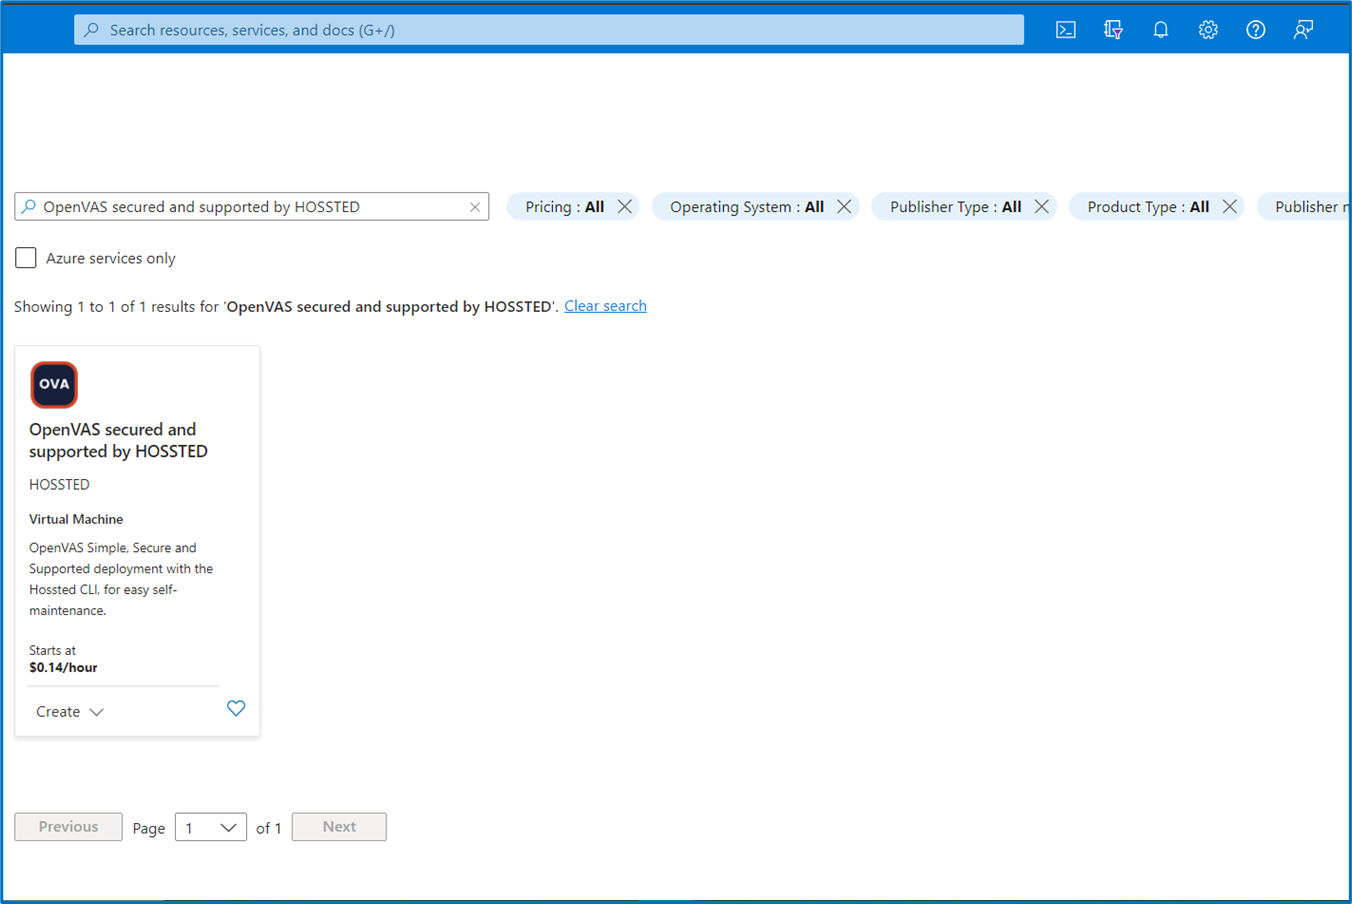 Search resources, services, and docs (G+/)
OpenVAS secured and supported by HOSSTED
Pricing : All
Operating System : All
Publisher Type : All
Product Type : All
Publisher
Azure services only
Showing 1 to 1 of 1 results for 'OpenVAS secured and supported by HOSSTED'. Clear search
OVA
OpenVAS secured and
supported by HOSSTED
HOSSTED
Virtual Machine
OpenVAS Simple, Secure and
Supported deployment with the
Hossted CLI, for easy self-
maintenance.
Starts at
$0.14/hour
Create
Previous Page 1 of 1 Next